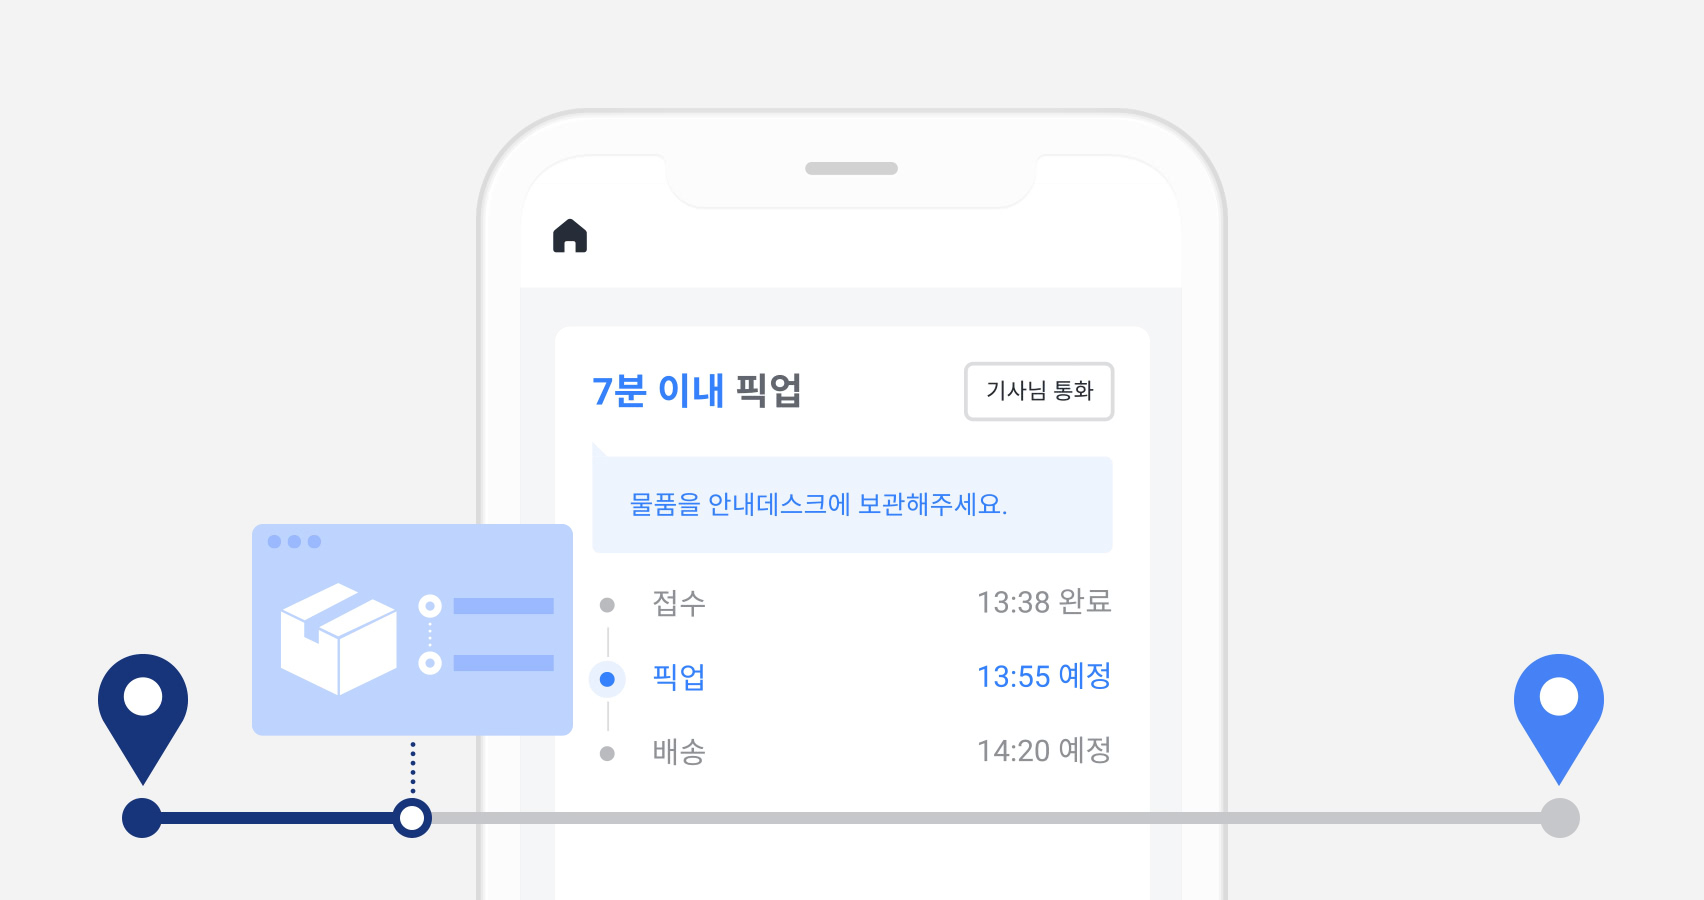 7분 이내 픽업
기사님 통화
물품을 안내데스크에 보관해주세요.
접수 13:38 완료
픽업 13:55 예정
배송 14:20 예정